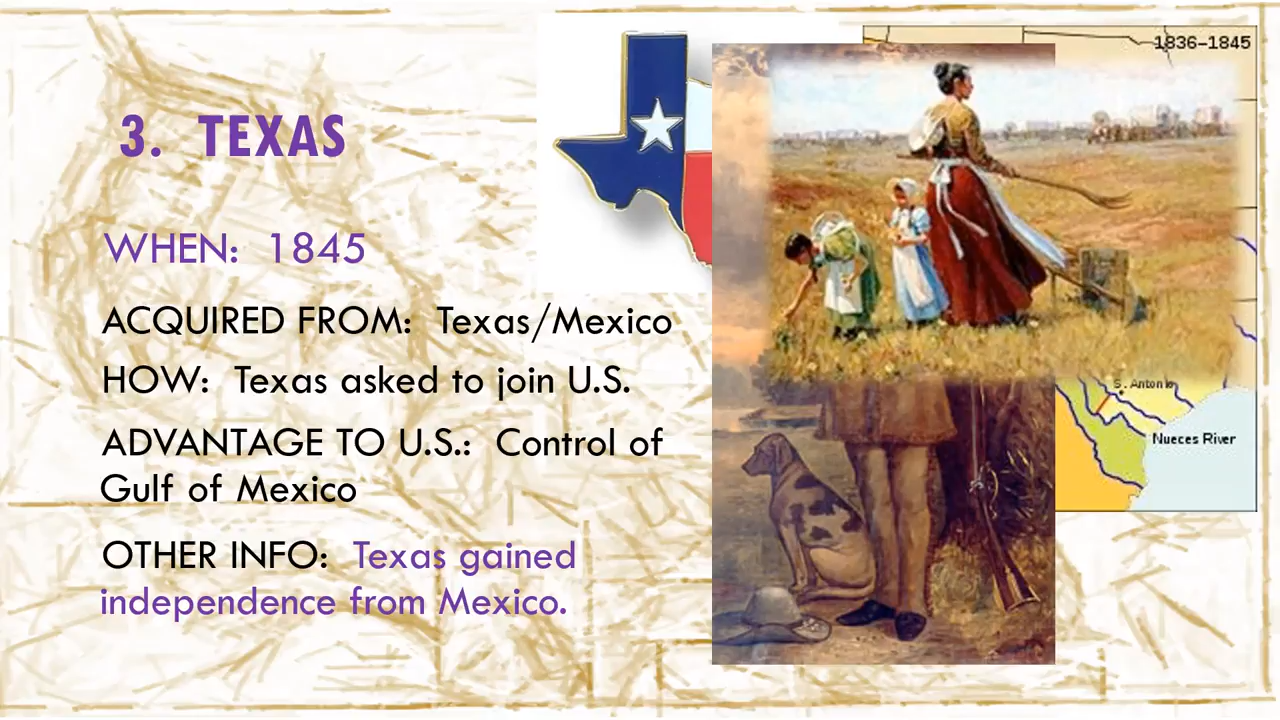 3. TEXAS
WHEN: 1845
ACQUIRED FROM: Texas/Mexico
HOW: Texas asked to join U.S.
ADVANTAGE TO U.S.: Control of
Gulf of Mexico
OTHER INFO: Texas gained
independence from Mexico.
1836–1845
S. Antonio
Nueces River